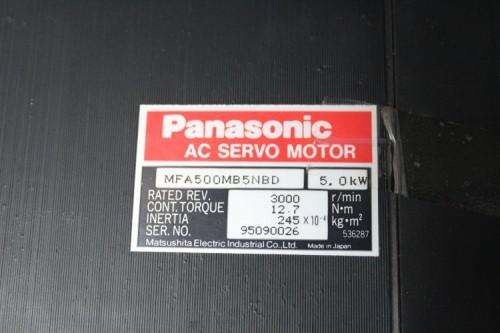 Panasonic
AC SERVO MOTOR
MFA500MB5NBD 5.0kW
RATED REV. 3000 r/min
CONT.TORQUE 12.7 N•m
INERTIA 245 ×10⁻⁴ kg•m²
SER. NO. 95090026 536287
Matsushita Electric Industrial Co.,Ltd. Made in Japan